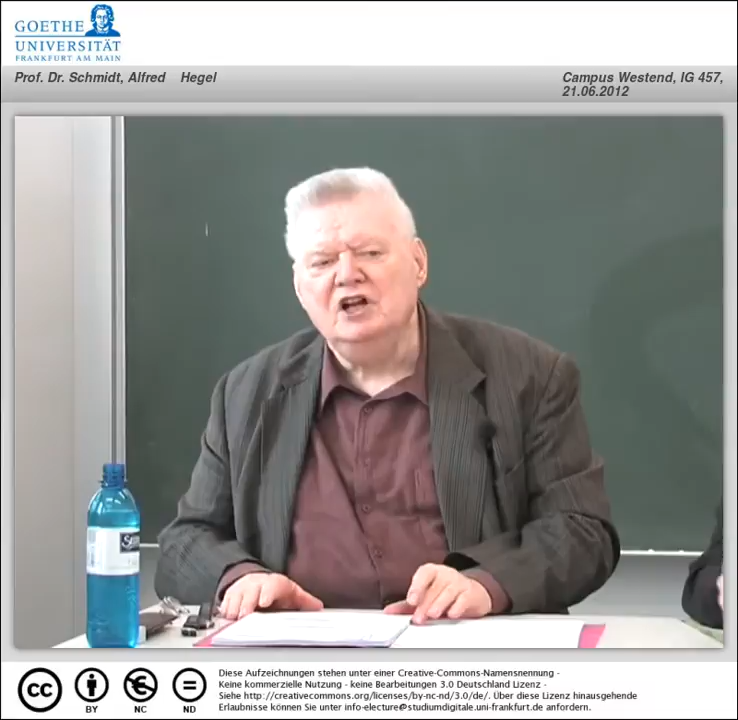 GOETHE
UNIVERSITÄT
FRANKFURT AM MAIN
Prof. Dr. Schmidt, Alfred Hegel
Campus Westend, IG 457,
21.06.2012
cc
BY
NC
ND
Diese Aufzeichnungen stehen unter einer Creative-Commons-Namensnennung -
Keine kommerzielle Nutzung - keine Bearbeitungen 3.0 Deutschland Lizenz -
Siehe http://creativecommons.org/licenses/by-nc-nd/3.0/de/. Über diese Lizenz hinausgehende
Erlaubnisse können Sie unter info-electure@studiumdigitale.uni-frankfurt.de anfordern.